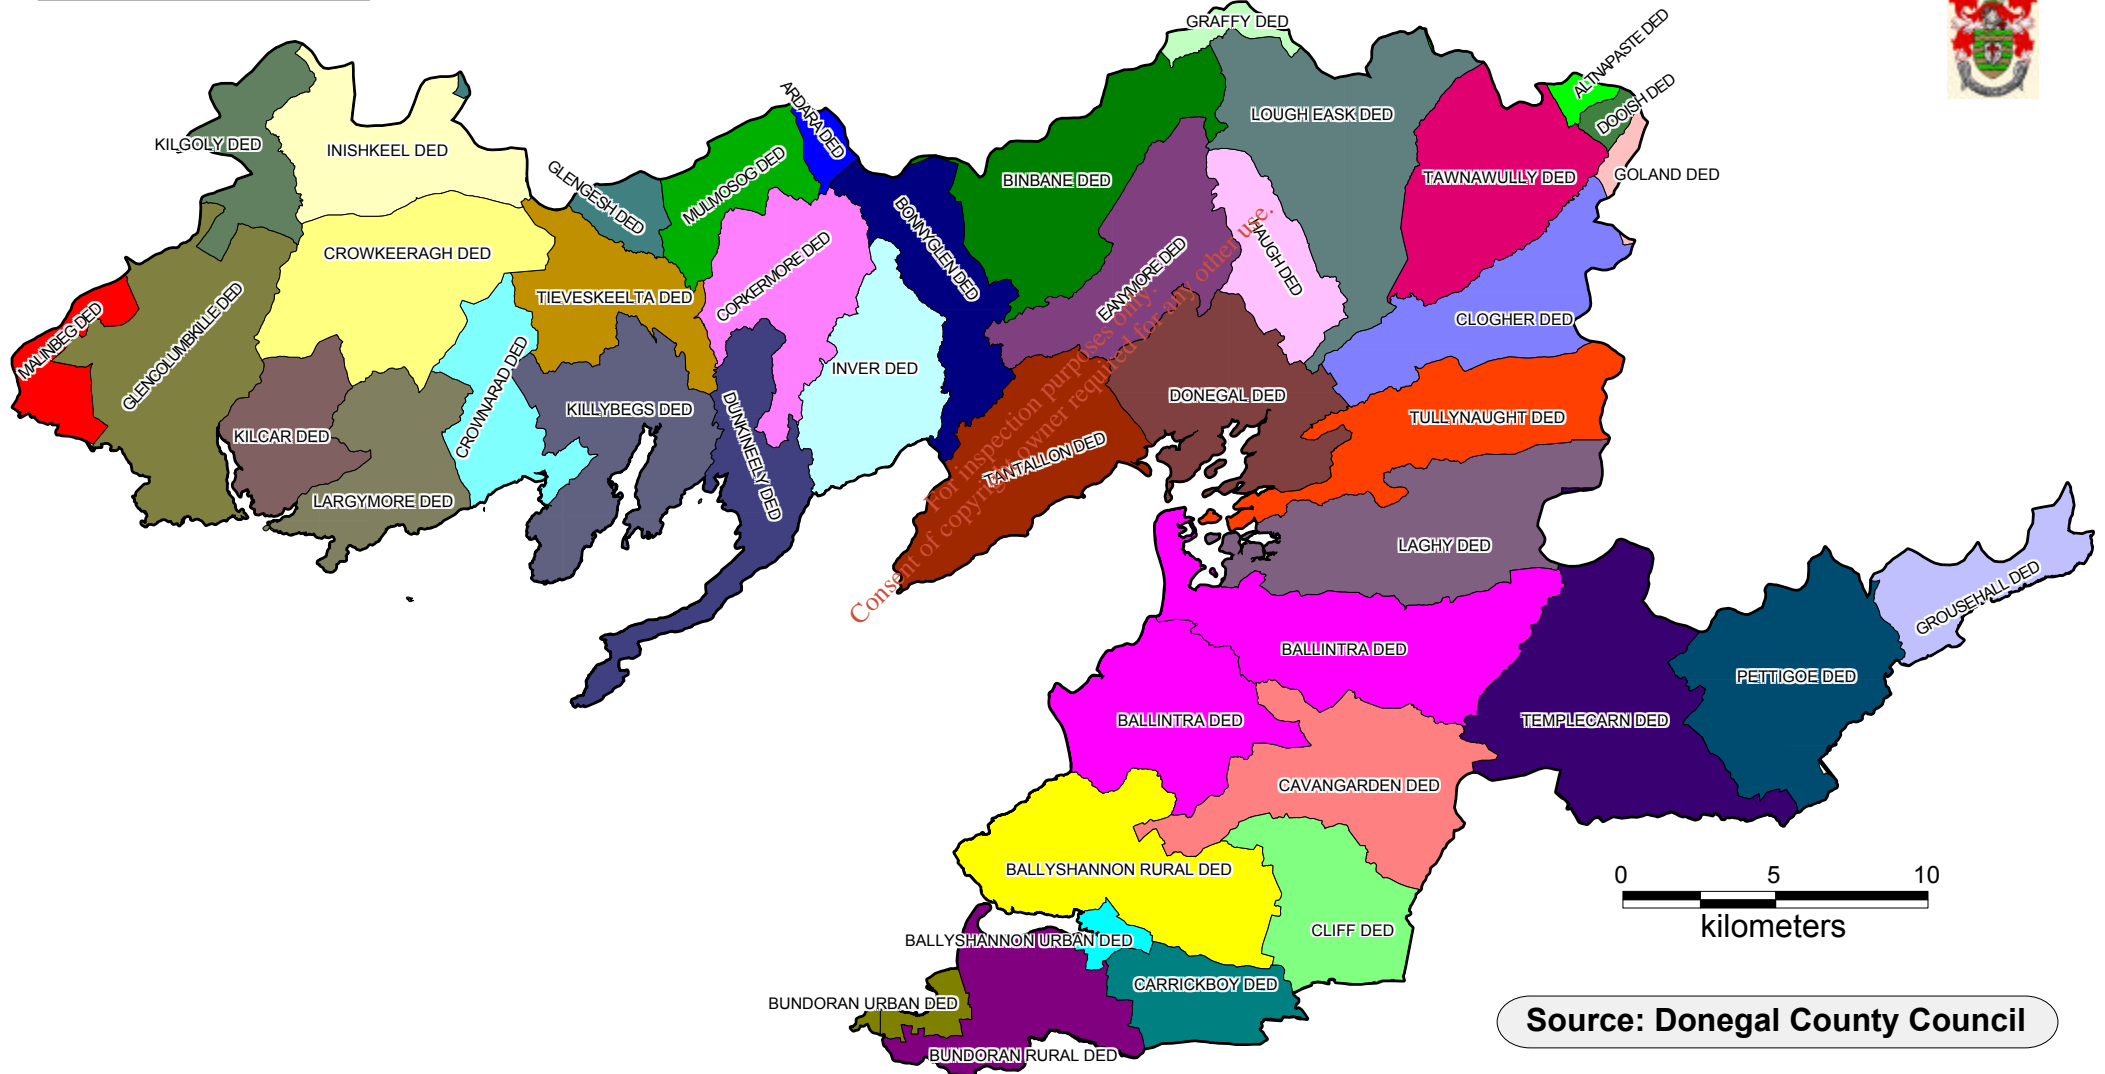 GRAFFY DED
ALTNAPASTE DED
DOOISH DED
GOLAND DED
ARDARA DED
LOUGH EASK DED
KILGOLY DED
INISHKEEL DED
GLENGESH DED
MULMOSOG DED
BINBANE DED
TAWNAWULLY DED
BONNYGLEN DED
HAUGH DED
CROWKEERAGH DED
CORKERMORE DED
EANYMORE DED
TIEVESKEELTA DED
CLOGHER DED
MALINBEG DED
GLENCOLUMBKILLE DED
CROWNARAD DED
INVER DED
DONEGAL DED
KILLYBEGS DED
TULLYNAUGHT DED
KILCAR DED
DUNKINEELY DED
TANTALLON DED
LARGYMORE DED
LAGHY DED
For inspection purposes only.
Consent of copyright owner required for any other use.
GROUSEHALL DED
BALLINTRA DED
PETTIGOE DED
BALLINTRA DED
TEMPLECARN DED
CAVANGARDEN DED
BALLYSHANNON RURAL DED
0 5 10
kilometers
CLIFF DED
BALLYSHANNON URBAN DED
CARRICKBOY DED
BUNDORAN URBAN DED
BUNDORAN RURAL DED
Source: Donegal County Council